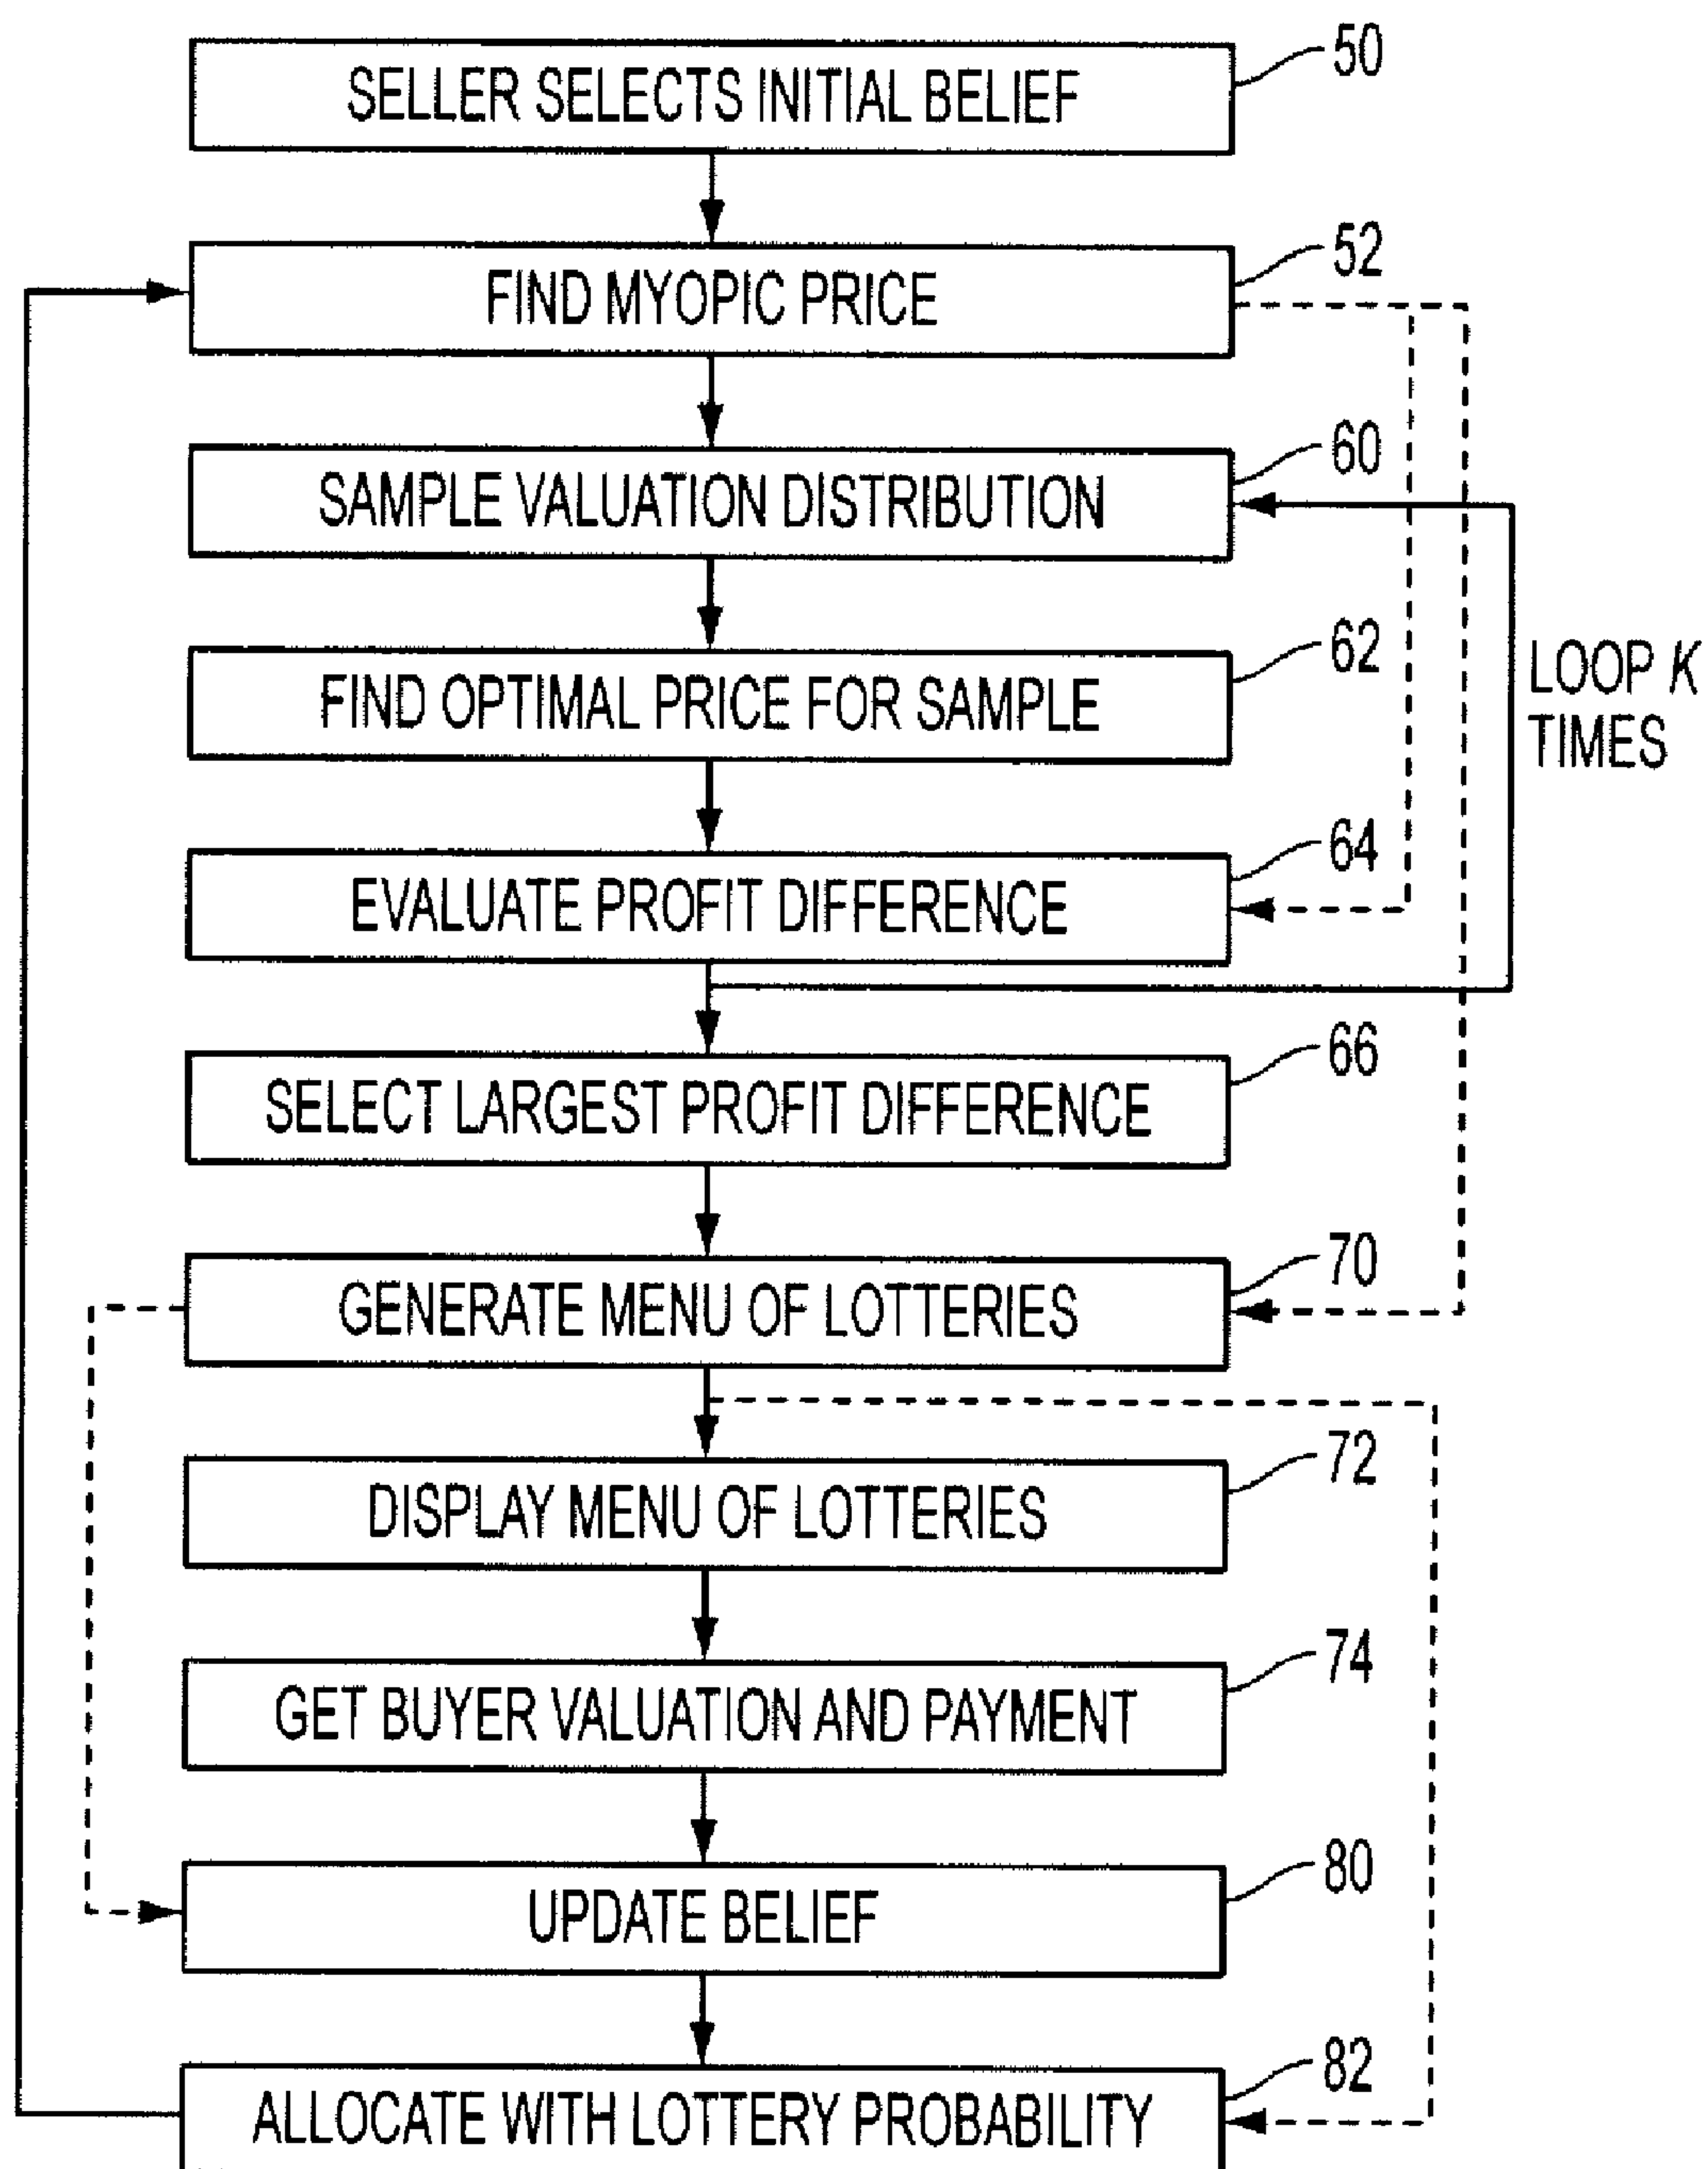 SELLER SELECTS INITIAL BELIEF
50
FIND MYOPIC PRICE
52
SAMPLE VALUATION DISTRIBUTION
60
FIND OPTIMAL PRICE FOR SAMPLE
62
LOOP K
TIMES
EVALUATE PROFIT DIFFERENCE
64
SELECT LARGEST PROFIT DIFFERENCE
66
GENERATE MENU OF LOTTERIES
70
DISPLAY MENU OF LOTTERIES
72
GET BUYER VALUATION AND PAYMENT
74
UPDATE BELIEF
80
ALLOCATE WITH LOTTERY PROBABILITY
82